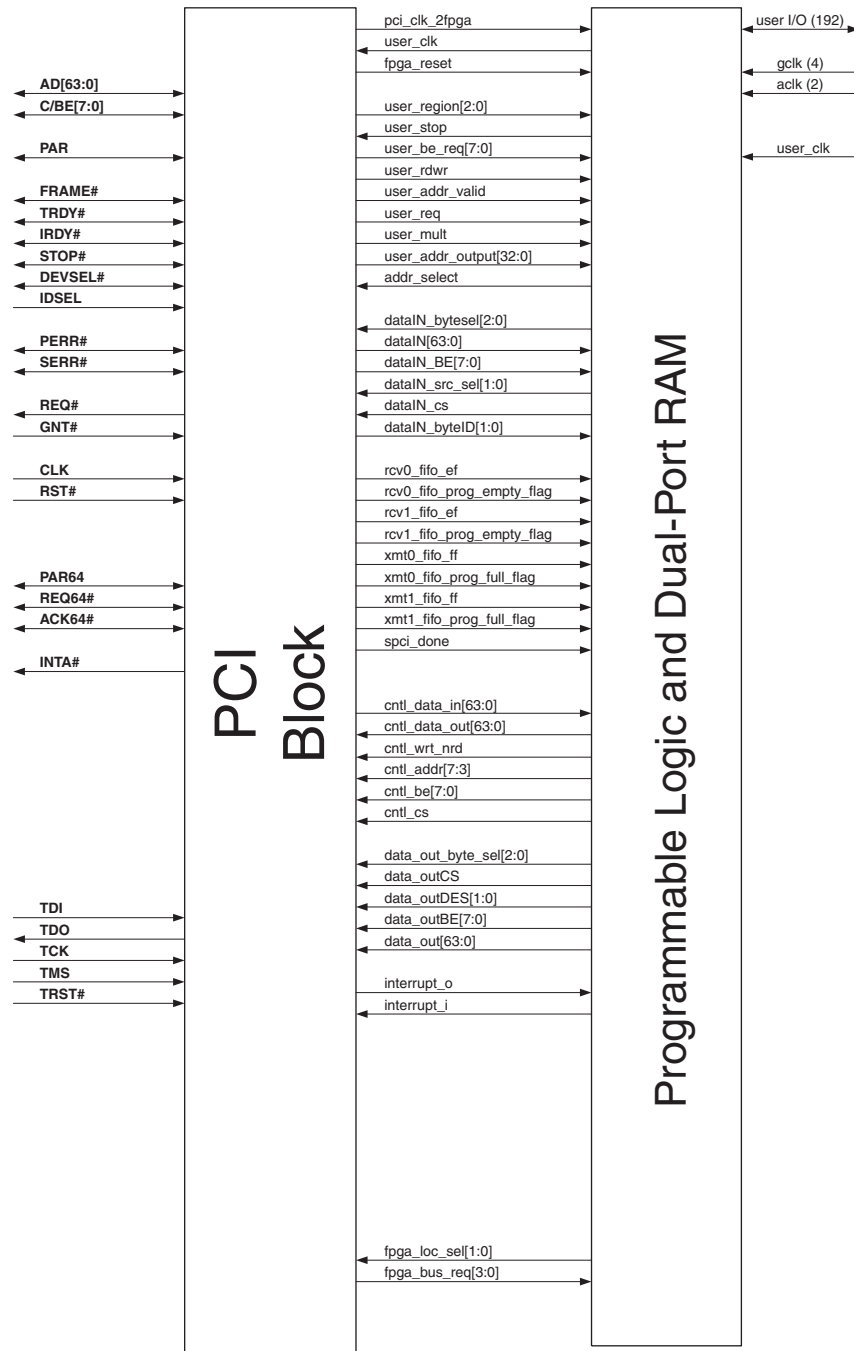 AD[63:0]
C/BE[7:0]
PAR
FRAME#
TRDY#
IRDY#
STOP#
DEVSEL#
IDSEL
PERR#
SERR#
REQ#
GNT#
CLK
RST#
PAR64
REQ64#
ACK64#
INTA#
TDI
TDO
TCK
TMS
TRST#
PCI
Block
pci_clk_2fpga
user_clk
fpga_reset
user_region[2:0]
user_stop
user_be_req[7:0]
user_rdwr
user_addr_valid
user_req
user_mult
user_addr_output[32:0]
addr_select
dataIN_bytesel[2:0]
dataIN[63:0]
dataIN_BE[7:0]
dataIN_src_sel[1:0]
dataIN_cs
dataIN_byteID[1:0]
rcv0_fifo_ef
rcv0_fifo_prog_empty_flag
rcv1_fifo_ef
rcv1_fifo_prog_empty_flag
xmt0_fifo_ff
xmt0_fifo_prog_full_flag
xmt1_fifo_ff
xmt1_fifo_prog_full_flag
spci_done
cntl_data_in[63:0]
cntl_data_out[63:0]
cntl_wrt_nrd
cntl_addr[7:3]
cntl_be[7:0]
cntl_cs
data_out_byte_sel[2:0]
data_outCS
data_outDES[1:0]
data_outBE[7:0]
data_out[63:0]
interrupt_o
interrupt_i
fpga_loc_sel[1:0]
fpga_bus_req[3:0]
Programmable Logic and Dual-Port RAM
user I/O (192)
gclk (4)
aclk (2)
user_clk